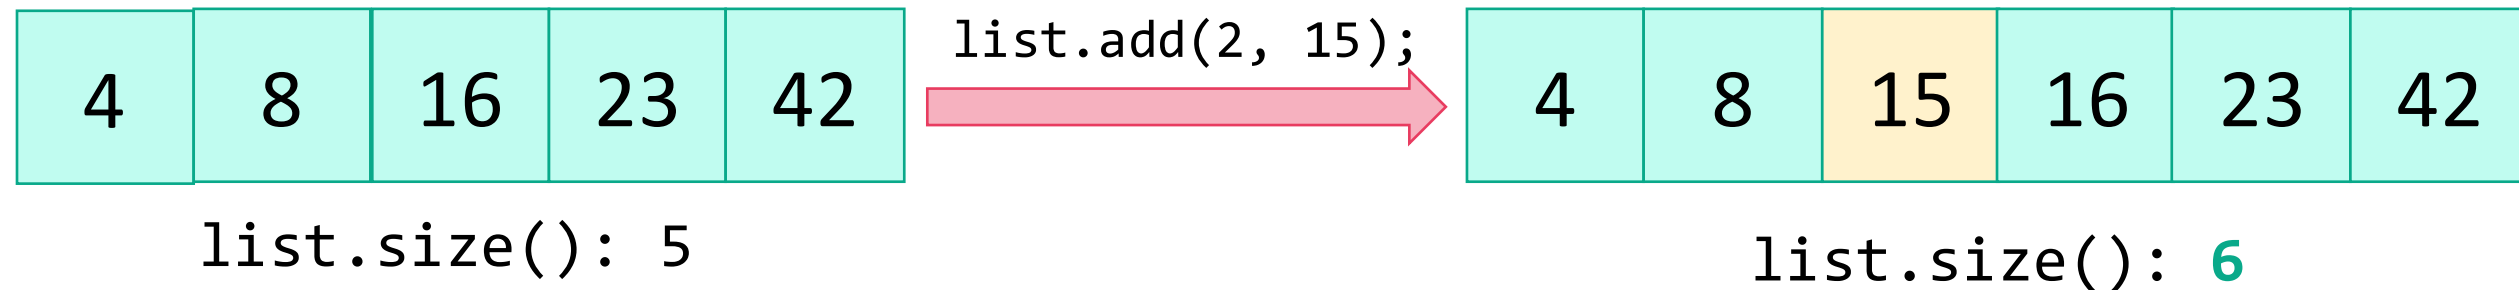 4 8 16 23 42
list.add(2, 15);
4 8 15 16 23 42
list.size(): 5
list.size(): 6